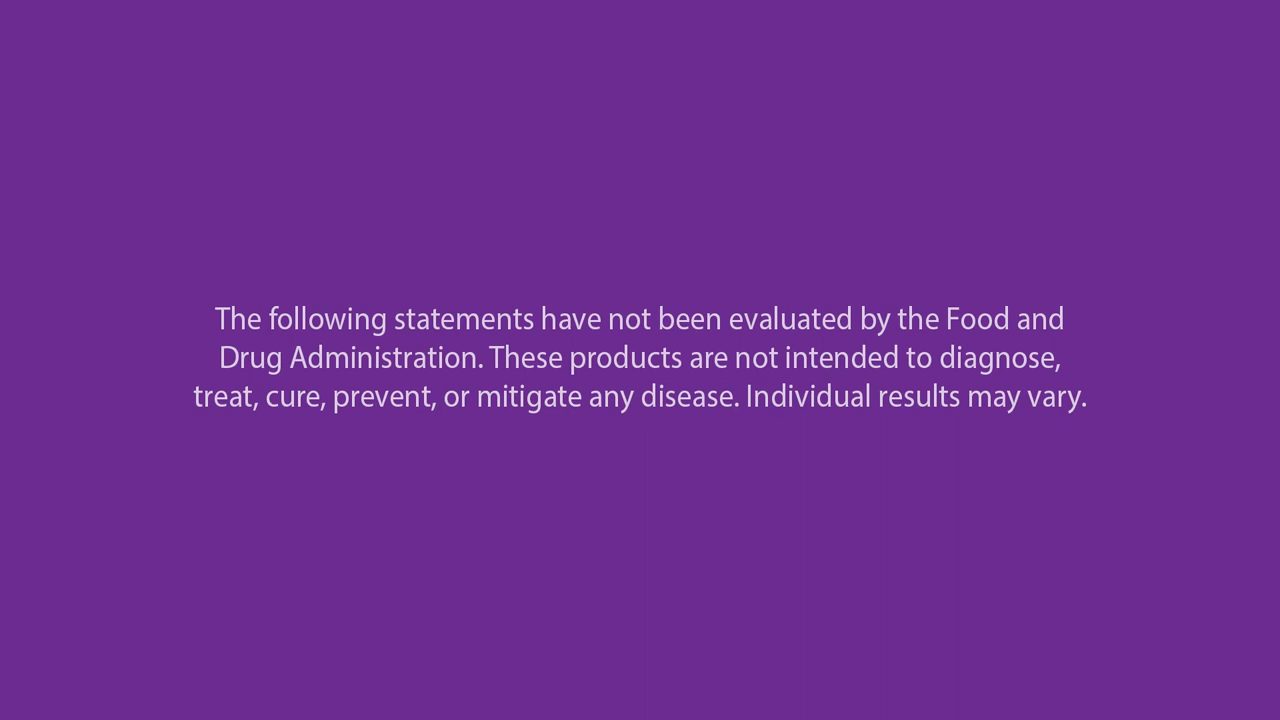 The following statements have not been evaluated by the Food and
Drug Administration. These products are not intended to diagnose,
treat, cure, prevent, or mitigate any disease. Individual results may vary.